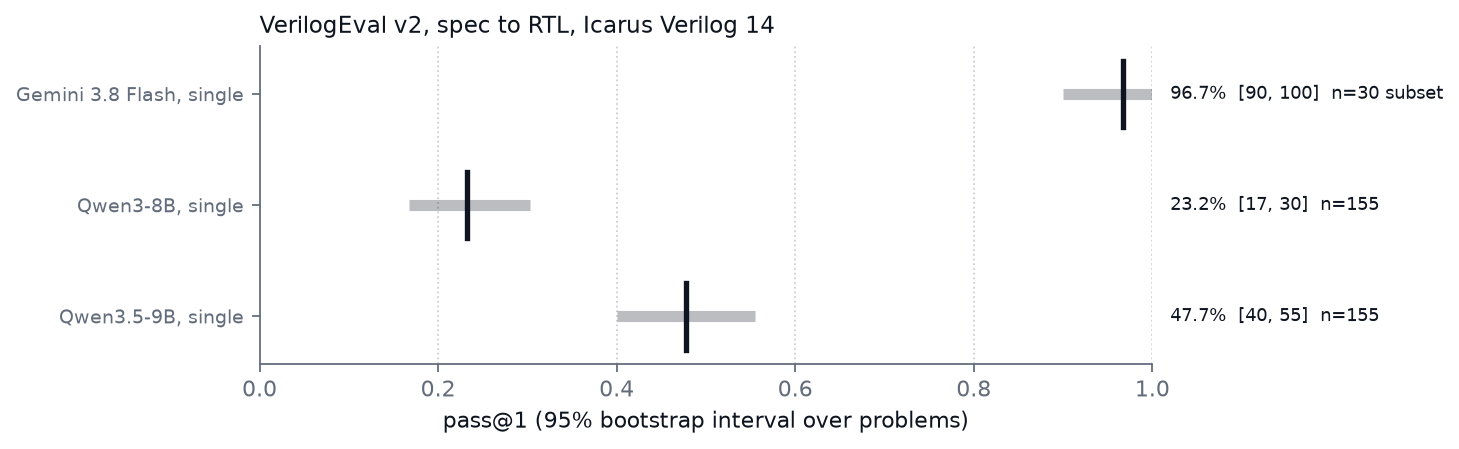 VerilogEval v2, spec to RTL, Icarus Verilog 14
Gemini 3.8 Flash, single
96.7% [90, 100] n=30 subset
Qwen3-8B, single
23.2% [17, 30] n=155
Qwen3.5-9B, single
47.7% [40, 55] n=155
0.0 0.2 0.4 0.6 0.8 1.0
pass@1 (95% bootstrap interval over problems)